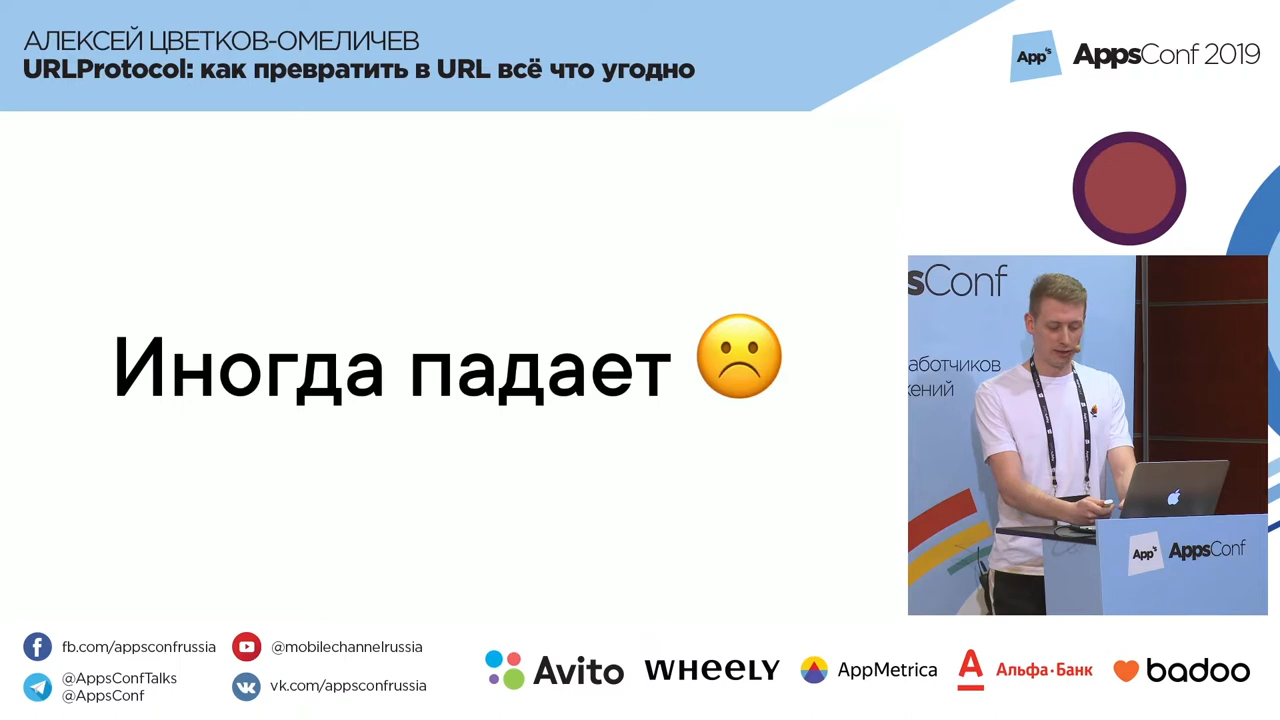 АЛЕКСЕЙ ЦВЕТКОВ-ОМЕЛИЧЕВ
URLProtocol: как превратить в URL всё что угодно
App's AppsConf 2019
Иногда падает
sConf
аботчиков
жений
App's AppsConf
fb.com/appsconfrussia
@mobilechannelrussia
@AppsConfTalks
@AppsConf
vk.com/appsconfrussia
Avito
WHEELY
AppMetrica
Альфа·Банк
badoo